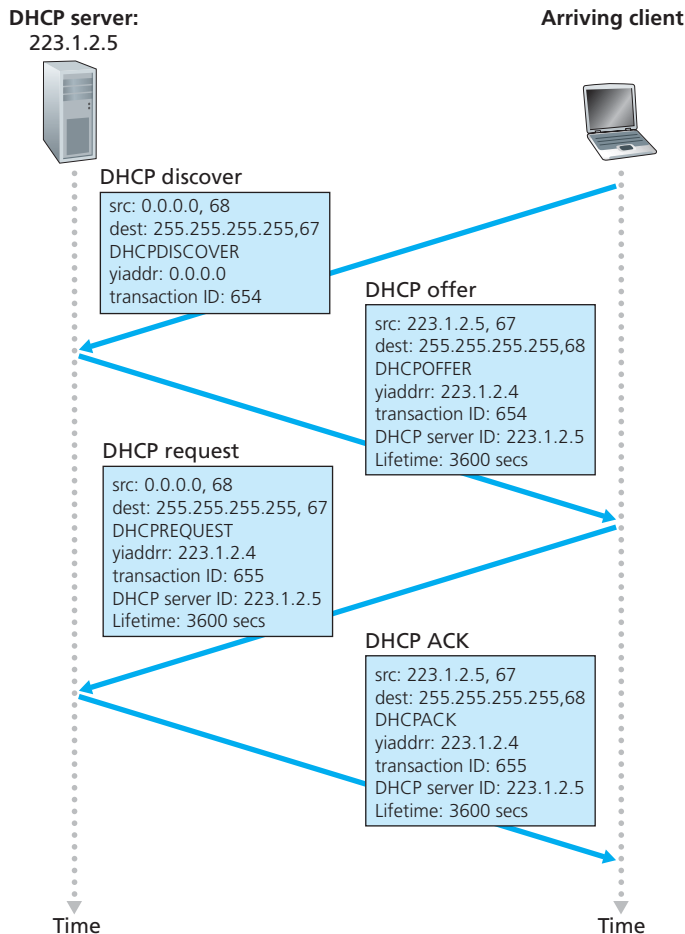 DHCP server:
223.1.2.5
Arriving client
DHCP discover
src: 0.0.0.0, 68
dest: 255.255.255.255,67
DHCPDISCOVER
yiaddr: 0.0.0.0
transaction ID: 654
DHCP offer
src: 223.1.2.5, 67
dest: 255.255.255.255,68
DHCPOFFER
yiaddrr: 223.1.2.4
transaction ID: 654
DHCP server ID: 223.1.2.5
Lifetime: 3600 secs
DHCP request
src: 0.0.0.0, 68
dest: 255.255.255.255, 67
DHCPREQUEST
yiaddrr: 223.1.2.4
transaction ID: 655
DHCP server ID: 223.1.2.5
Lifetime: 3600 secs
DHCP ACK
src: 223.1.2.5, 67
dest: 255.255.255.255,68
DHCPACK
yiaddr: 223.1.2.4
transaction ID: 655
DHCP server ID: 223.1.2.5
Lifetime: 3600 secs
Time
Time